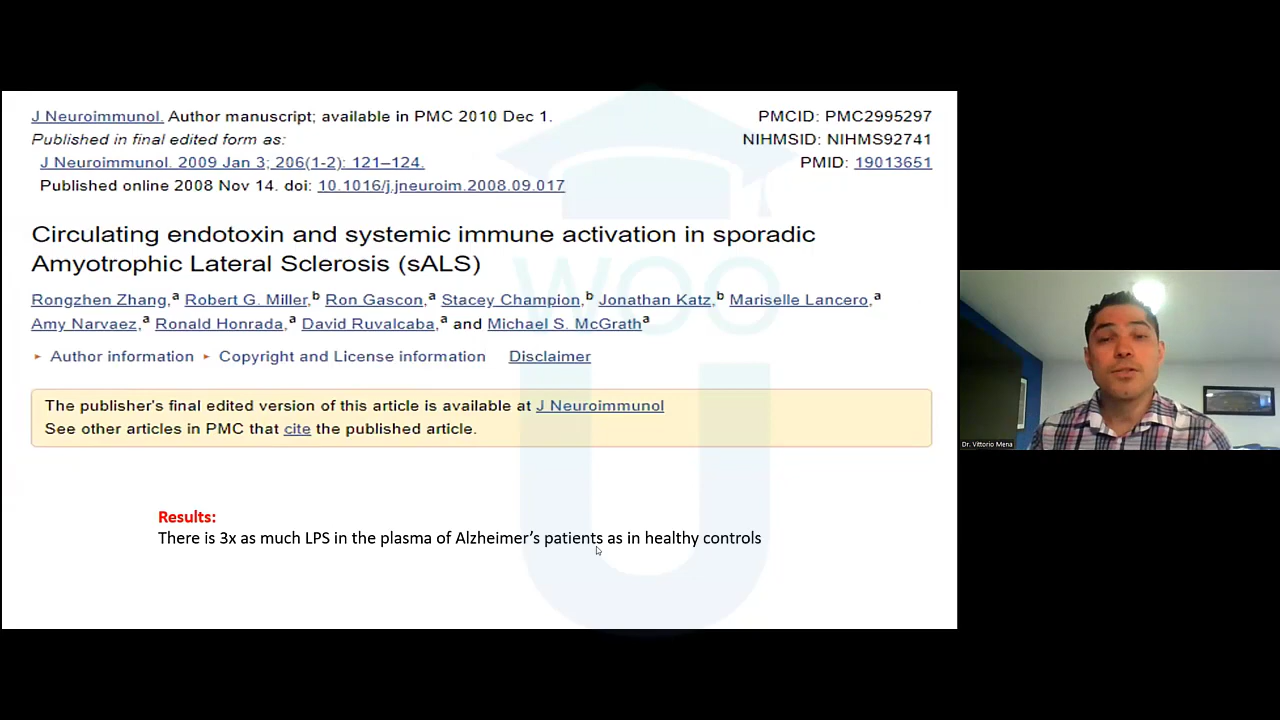 J Neuroimmunol. Author manuscript; available in PMC 2010 Dec 1.
Published in final edited form as:
J Neuroimmunol. 2009 Jan 3; 206(1-2): 121–124.
Published online 2008 Nov 14. doi: 10.1016/j.jneuroim.2008.09.017
PMCID: PMC2995297
NIHMSID: NIHMS92741
PMID: 19013651
Circulating endotoxin and systemic immune activation in sporadic
Amyotrophic Lateral Sclerosis (sALS)
Rongzhen Zhang,a Robert G. Miller,b Ron Gascon,a Stacey Champion,b Jonathan Katz,b Mariselle Lancero,a
Amy Narvaez,a Ronald Honrada,a David Ruvalcaba,a and Michael S. McGratha
▸ Author information ▸ Copyright and License information Disclaimer
The publisher's final edited version of this article is available at J Neuroimmunol
See other articles in PMC that cite the published article.
WOO
U
Results:
There is 3x as much LPS in the plasma of Alzheimer's patients as in healthy controls
Dr. Vittorio Mena